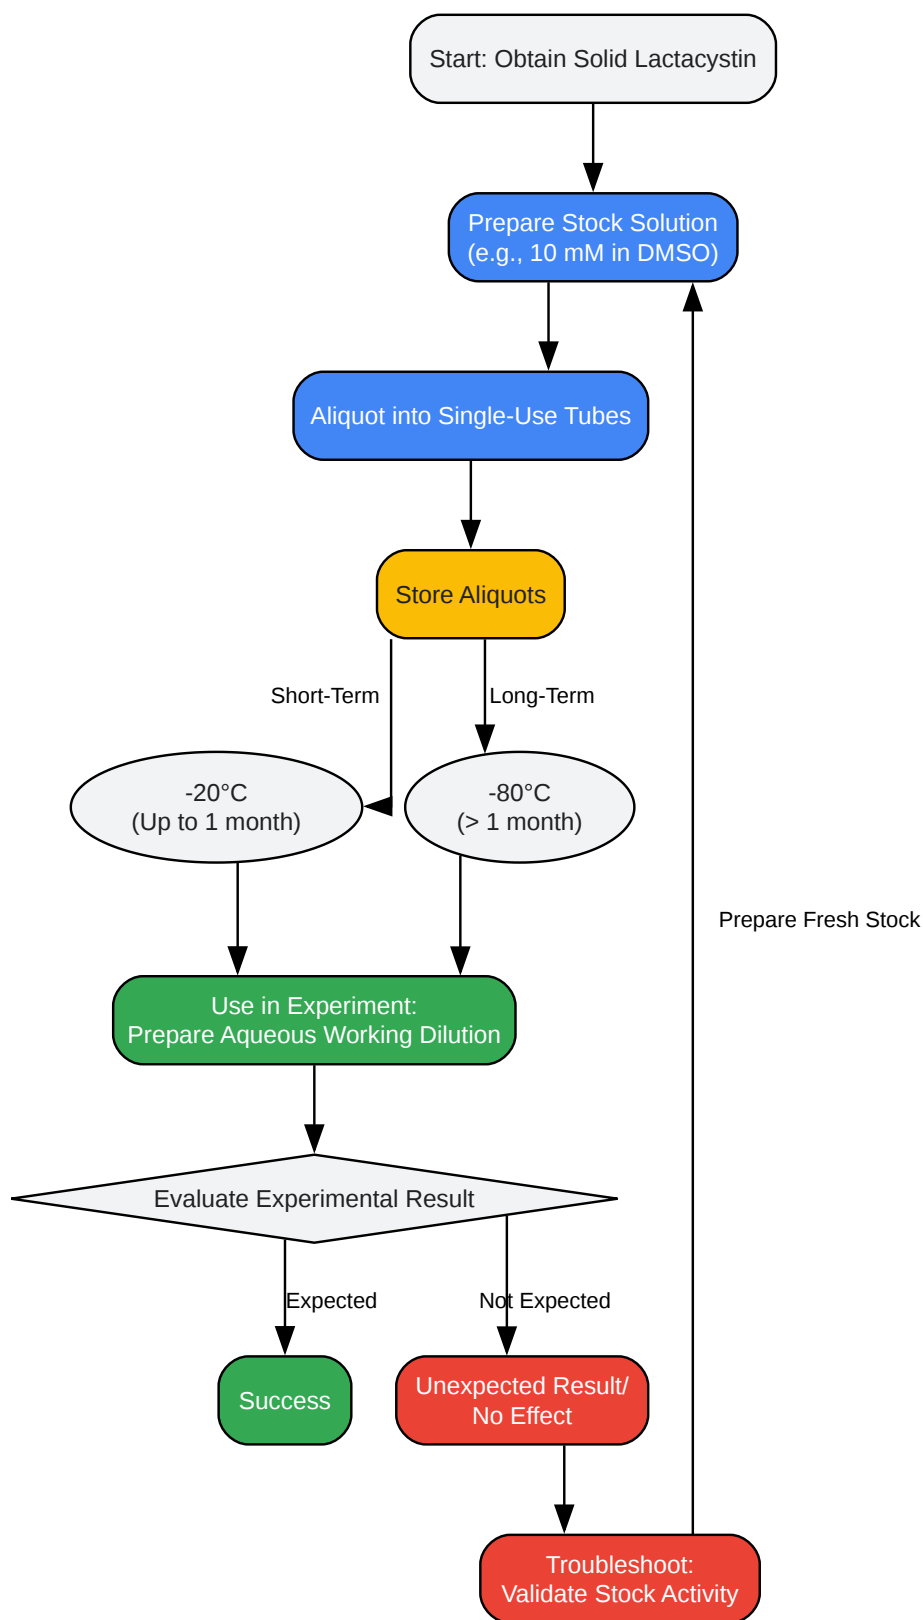 Start: Obtain Solid Lactacystin
Prepare Stock Solution
(e.g., 10 mM in DMSO)
Aliquot into Single-Use Tubes
Store Aliquots
Short-Term
Long-Term
-20°C
(Up to 1 month)
-80°C
(> 1 month)
Prepare Fresh Stock
Use in Experiment:
Prepare Aqueous Working Dilution
Evaluate Experimental Result
Expected
Not Expected
Success
Unexpected Result/
No Effect
Troubleshoot:
Validate Stock Activity